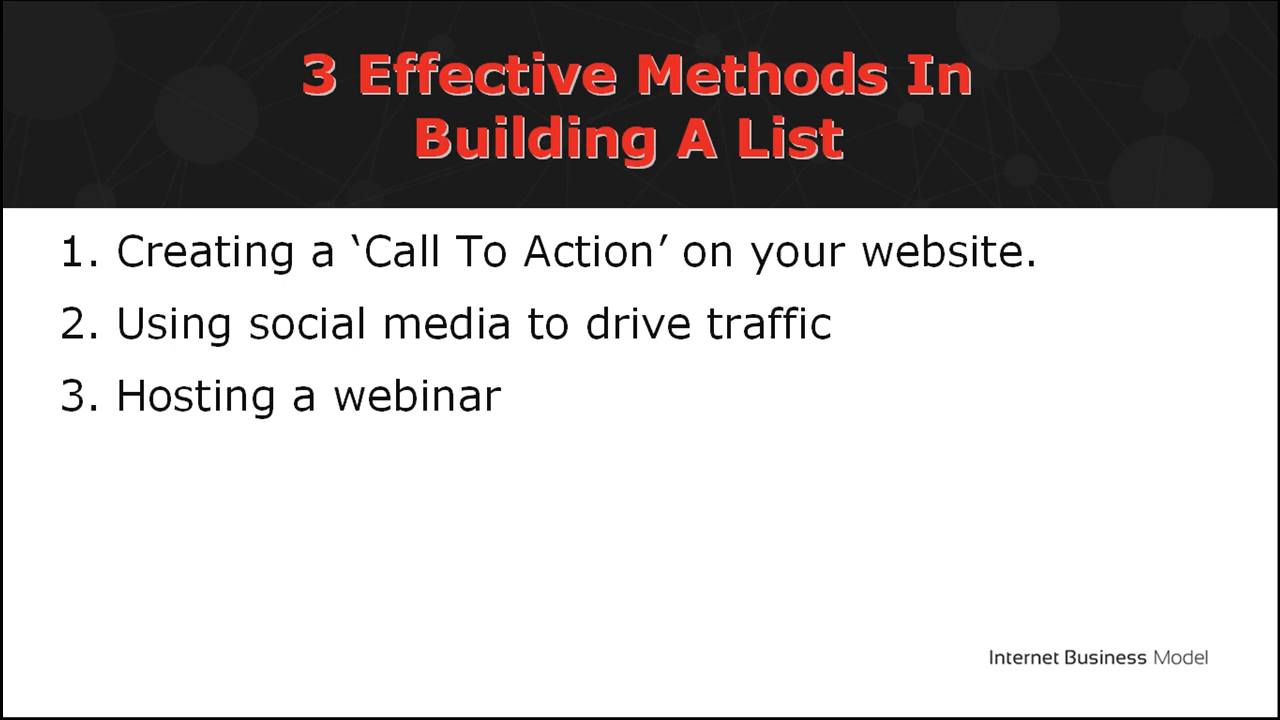 3 Effective Methods In
Building A List
1. Creating a ‘Call To Action’ on your website.
2. Using social media to drive traffic
3. Hosting a webinar
Internet Business Model